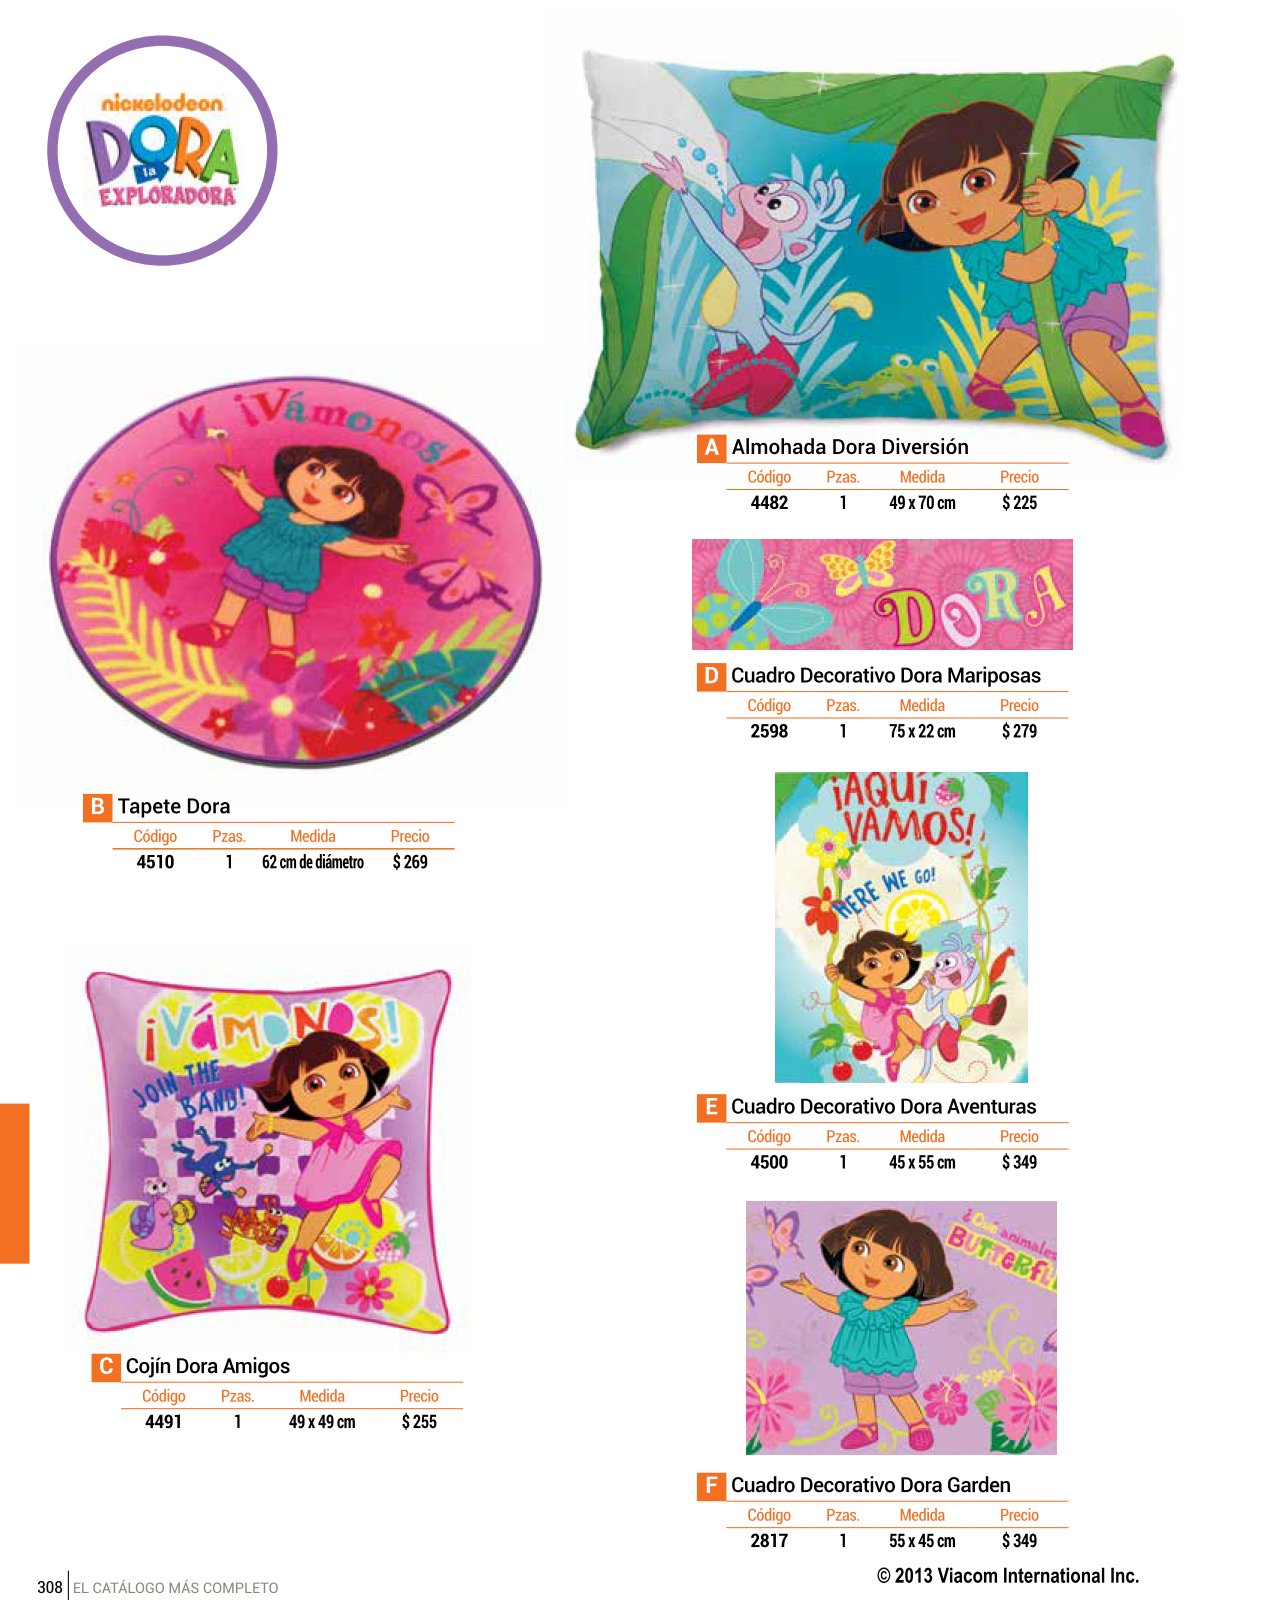 nickelodeon
DORA
la
EXPLORADORA
A Almohada Dora Diversión
Código Pzas. Medida Precio
4482 1 49 x 70 cm $ 225
¡Vámonos!
B Tapete Dora
Código Pzas. Medida Precio
4510 1 62 cm de diámetro $ 269
¡VÁMONOS!
JOIN THE
BAND!
C Cojín Dora Amigos
Código Pzas. Medida Precio
4491 1 49 x 49 cm $ 255
DORA
D Cuadro Decorativo Dora Mariposas
Código Pzas. Medida Precio
2598 1 75 x 22 cm $ 279
¡AQUÍ
VAMOS!
HERE WE GO!
E Cuadro Decorativo Dora Aventuras
Código Pzas. Medida Precio
4500 1 45 x 55 cm $ 349
¿Qué animales
BUTTERFL
F Cuadro Decorativo Dora Garden
Código Pzas. Medida Precio
2817 1 55 x 45 cm $ 349
© 2013 Viacom International Inc.
308 EL CATÁLOGO MÁS COMPLETO